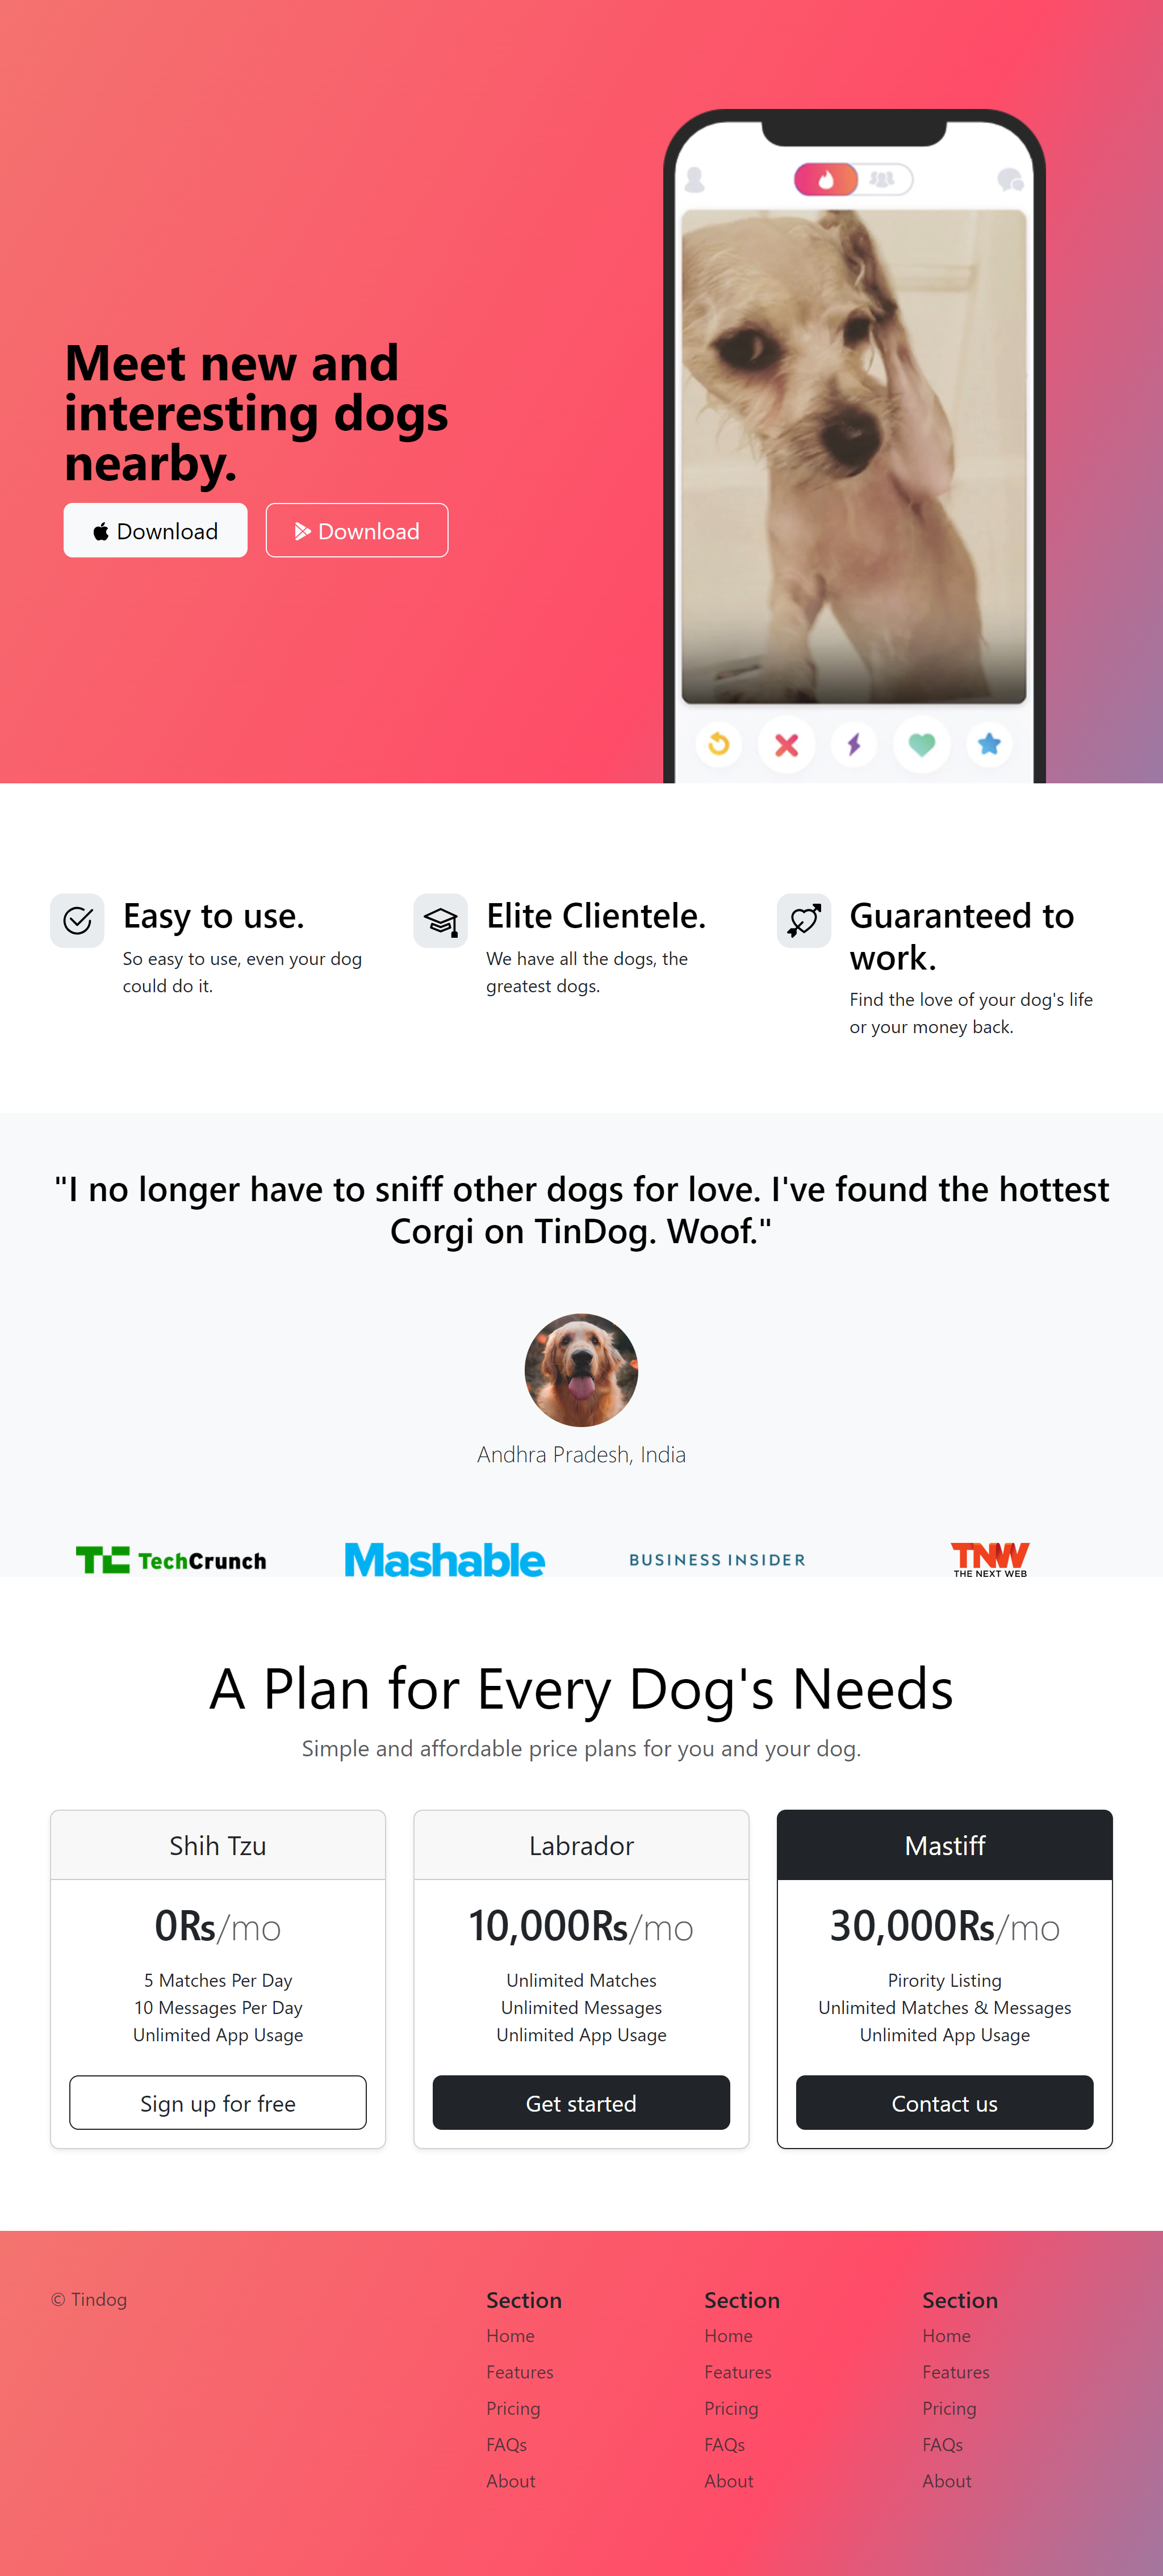 Meet new and
interesting dogs
nearby.
Download
Download
Easy to use.
So easy to use, even your dog
could do it.
Elite Clientele.
We have all the dogs, the
greatest dogs.
Guaranteed to
work.
Find the love of your dog's life
or your money back.
"I no longer have to sniff other dogs for love. I've found the hottest
Corgi on TinDog. Woof."
Andhra Pradesh, India
TC TechCrunch
Mashable
BUSINESS INSIDER
TNW
THE NEXT WEB
A Plan for Every Dog's Needs
Simple and affordable price plans for you and your dog.
Shih Tzu
0Rs/mo
5 Matches Per Day
10 Messages Per Day
Unlimited App Usage
Sign up for free
Labrador
10,000Rs/mo
Unlimited Matches
Unlimited Messages
Unlimited App Usage
Get started
Mastiff
30,000Rs/mo
Pirority Listing
Unlimited Matches & Messages
Unlimited App Usage
Contact us
© Tindog
Section
Home
Features
Pricing
FAQs
About
Section
Home
Features
Pricing
FAQs
About
Section
Home
Features
Pricing
FAQs
About